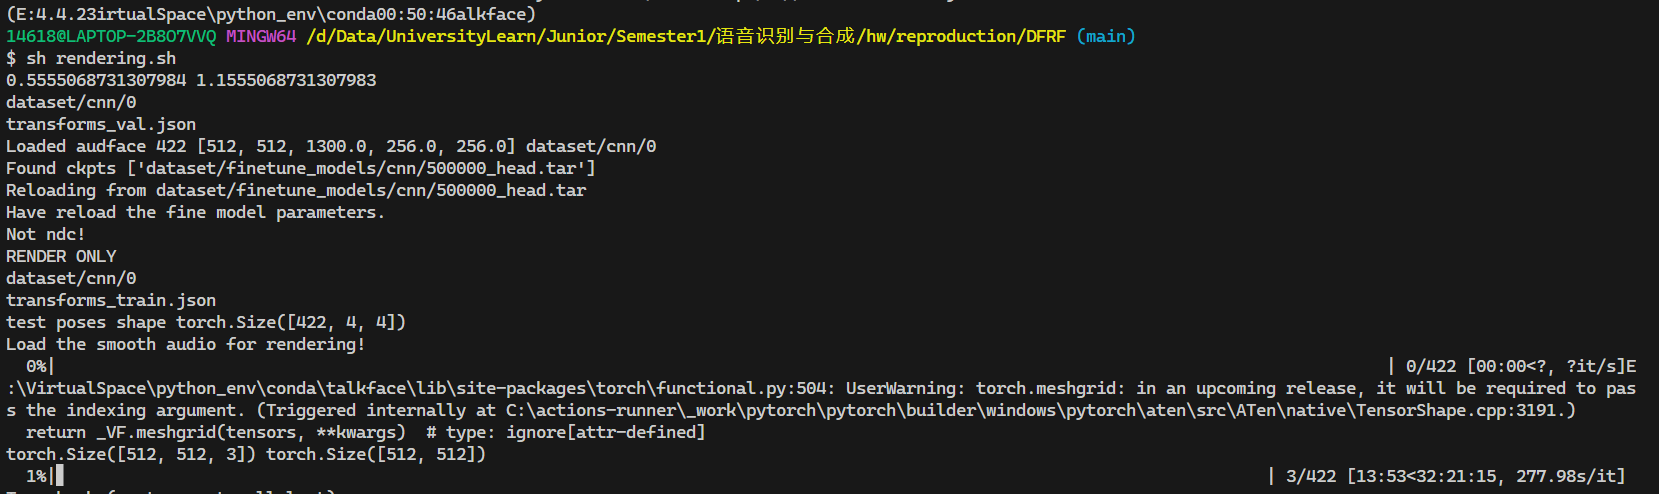 (E:4.4.23irtualSpace\python_env\conda00:50:46alkface)
14618@LAPTOP-2B8O7VVQ MINGW64 /d/Data/UniversityLearn/Junior/Semester1/语音识别与合成/hw/reproduction/DFRF (main)
$ sh rendering.sh
0.5555068731307984 1.1555068731307983
dataset/cnn/0
transforms_val.json
Loaded audface 422 [512, 512, 1300.0, 256.0, 256.0] dataset/cnn/0
Found ckpts ['dataset/finetune_models/cnn/500000_head.tar']
Reloading from dataset/finetune_models/cnn/500000_head.tar
Have reload the fine model parameters.
Not ndc!
RENDER ONLY
dataset/cnn/0
transforms_train.json
test poses shape torch.Size([422, 4, 4])
Load the smooth audio for rendering!
0%| | 0/422 [00:00<?, ?it/s]E
:\VirtualSpace\python_env\conda\talkface\lib\site-packages\torch\functional.py:504: UserWarning: torch.meshgrid: in an upcoming release, it will be required to pas
s the indexing argument. (Triggered internally at C:\actions-runner\_work\pytorch\pytorch\builder\windows\pytorch\aten\src\ATen\native\TensorShape.cpp:3191.)
return _VF.meshgrid(tensors, **kwargs)  # type: ignore[attr-defined]
torch.Size([512, 512, 3]) torch.Size([512, 512])
1%| | 3/422 [13:53<32:21:15, 277.98s/it]